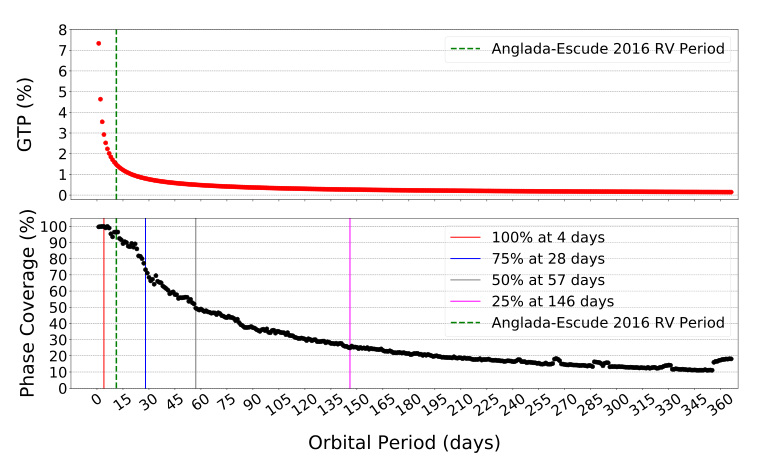 8
7
6
5
4
3
2
1
0
GTP (%)
Anglada-Escude 2016 RV Period
100
90
80
70
60
50
40
30
20
10
0
Phase Coverage (%)
100% at 4 days
75% at 28 days
50% at 57 days
25% at 146 days
Anglada-Escude 2016 RV Period
0 15 30 45 60 75 90 105 120 135 150 165 180 195 210 225 240 255 270 285 300 315 330 345 360
Orbital Period (days)